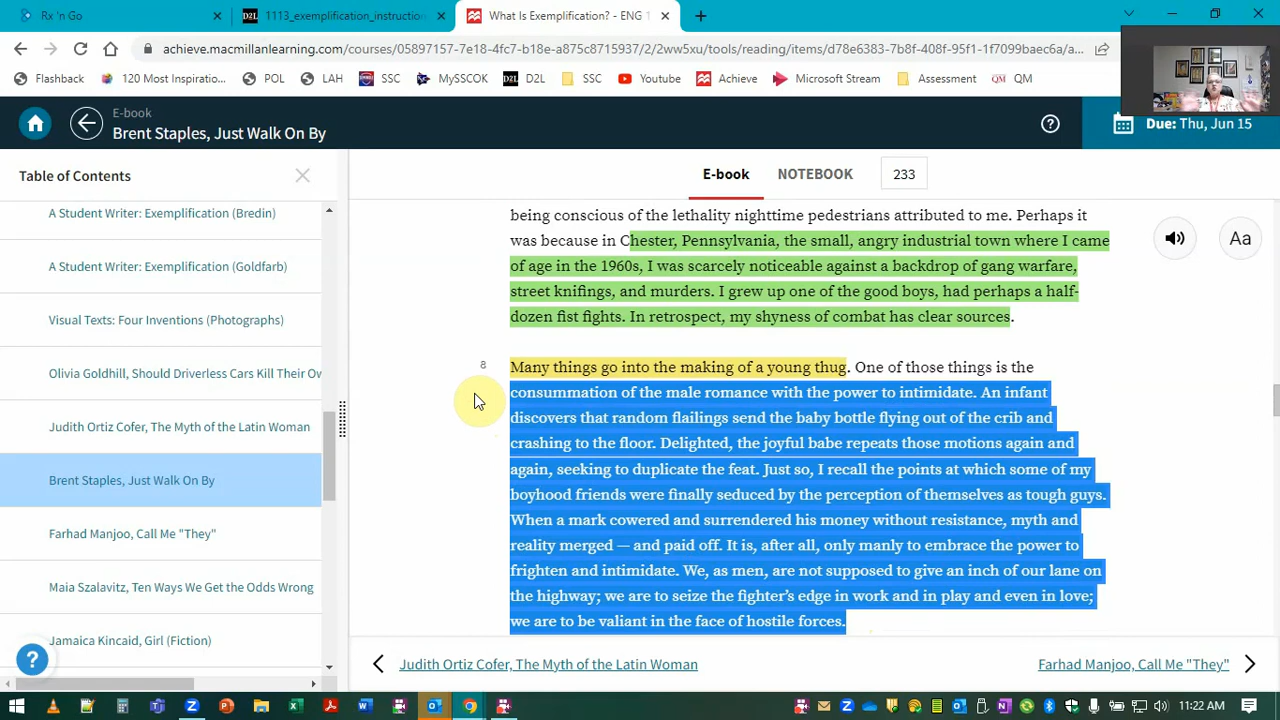 Rx 'n Go
1113_exemplification_instruction
What Is Exemplification? - ENG 1
achieve.macmillanlearning.com/courses/05897157-7e18-4fc7-b18e-a875c8715937/2/2ww5xu/tools/reading/items/d78e6383-7b8f-408f-95f1-1f7099baec6a/a...
Flashback
120 Most Inspiratio...
POL
LAH
SSC
MySSCOK
D2L
SSC
Youtube
Achieve
Microsoft Stream
Assessment
QM
E-book
Brent Staples, Just Walk On By
Due: Thu, Jun 15
Table of Contents
E-book
NOTEBOOK
233
A Student Writer: Exemplification (Bredin)
A Student Writer: Exemplification (Goldfarb)
Visual Texts: Four Inventions (Photographs)
Olivia Goldhill, Should Driverless Cars Kill Their Ow
Judith Ortiz Cofer, The Myth of the Latin Woman
Brent Staples, Just Walk On By
Farhad Manjoo, Call Me "They"
Maia Szalavitz, Ten Ways We Get the Odds Wrong
Jamaica Kincaid, Girl (Fiction)
being conscious of the lethality nighttime pedestrians attributed to me. Perhaps it
was because in Chester, Pennsylvania, the small, angry industrial town where I came
of age in the 1960s, I was scarcely noticeable against a backdrop of gang warfare,
street knifings, and murders. I grew up one of the good boys, had perhaps a half-
dozen fist fights. In retrospect, my shyness of combat has clear sources.
8
Many things go into the making of a young thug. One of those things is the
consummation of the male romance with the power to intimidate. An infant
discovers that random flailings send the baby bottle flying out of the crib and
crashing to the floor. Delighted, the joyful babe repeats those motions again and
again, seeking to duplicate the feat. Just so, I recall the points at which some of my
boyhood friends were finally seduced by the perception of themselves as tough guys.
When a mark cowered and surrendered his money without resistance, myth and
reality merged — and paid off. It is, after all, only manly to embrace the power to
frighten and intimidate. We, as men, are not supposed to give an inch of our lane on
the highway; we are to seize the fighter's edge in work and in play and even in love;
we are to be valiant in the face of hostile forces.
Aa
Judith Ortiz Cofer, The Myth of the Latin Woman
Farhad Manjoo, Call Me "They"
11:22 AM